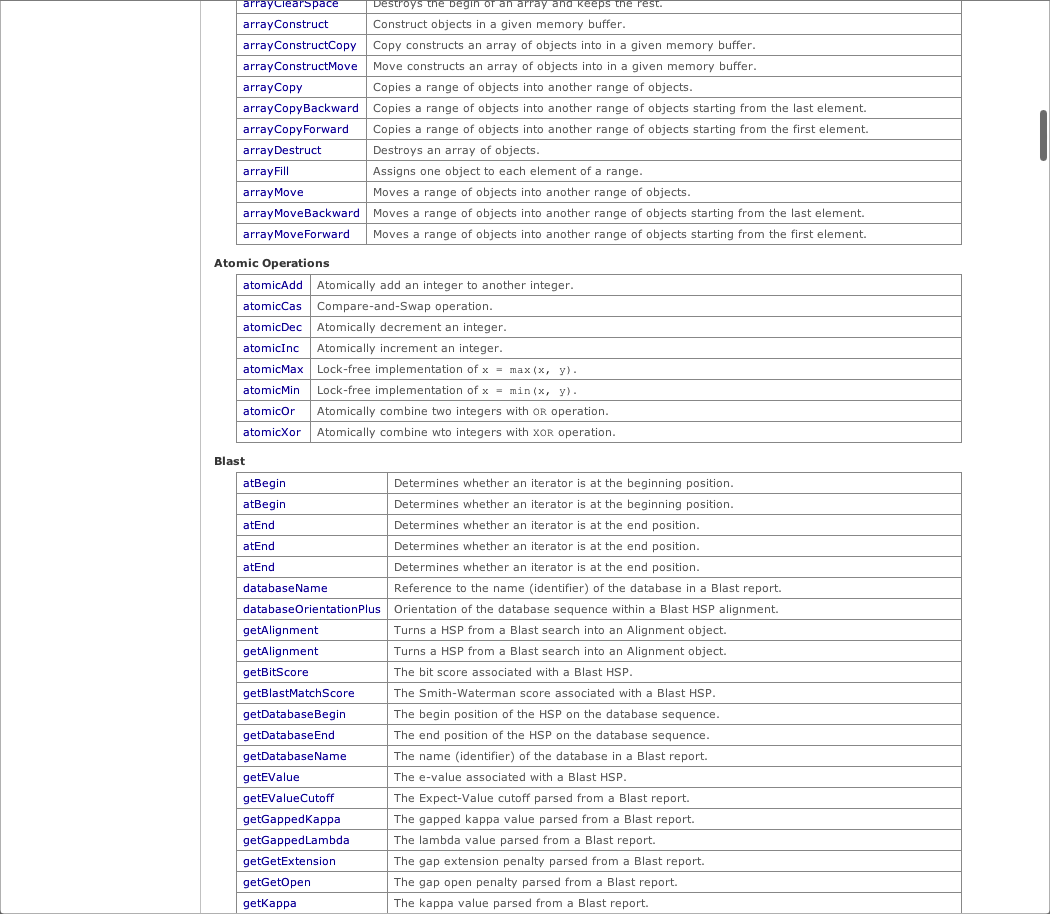 arrayClearSpace Destroys the begin of an array and keeps the rest.
arrayConstruct Construct objects in a given memory buffer.
arrayConstructCopy Copy constructs an array of objects into in a given memory buffer.
arrayConstructMove Move constructs an array of objects into in a given memory buffer.
arrayCopy Copies a range of objects into another range of objects.
arrayCopyBackward Copies a range of objects into another range of objects starting from the last element.
arrayCopyForward Copies a range of objects into another range of objects starting from the first element.
arrayDestruct Destroys an array of objects.
arrayFill Assigns one object to each element of a range.
arrayMove Moves a range of objects into another range of objects.
arrayMoveBackward Moves a range of objects into another range of objects starting from the last element.
arrayMoveForward Moves a range of objects into another range of objects starting from the first element.
Atomic Operations
atomicAdd Atomically add an integer to another integer.
atomicCas Compare-and-Swap operation.
atomicDec Atomically decrement an integer.
atomicInc Atomically increment an integer.
atomicMax Lock-free implementation of x = max(x, y).
atomicMin Lock-free implementation of x = min(x, y).
atomicOr Atomically combine two integers with OR operation.
atomicXor Atomically combine wto integers with XOR operation.
Blast
atBegin Determines whether an iterator is at the beginning position.
atBegin Determines whether an iterator is at the beginning position.
atEnd Determines whether an iterator is at the end position.
atEnd Determines whether an iterator is at the end position.
atEnd Determines whether an iterator is at the end position.
databaseName Reference to the name (identifier) of the database in a Blast report.
databaseOrientationPlus Orientation of the database sequence within a Blast HSP alignment.
getAlignment Turns a HSP from a Blast search into an Alignment object.
getAlignment Turns a HSP from a Blast search into an Alignment object.
getBitScore The bit score associated with a Blast HSP.
getBlastMatchScore The Smith-Waterman score associated with a Blast HSP.
getDatabaseBegin The begin position of the HSP on the database sequence.
getDatabaseEnd The end position of the HSP on the database sequence.
getDatabaseName The name (identifier) of the database in a Blast report.
getEValue The e-value associated with a Blast HSP.
getEValueCutoff The Expect-Value cutoff parsed from a Blast report.
getGappedKappa The gapped kappa value parsed from a Blast report.
getGappedLambda The lambda value parsed from a Blast report.
getGetExtension The gap extension penalty parsed from a Blast report.
getGetOpen The gap open penalty parsed from a Blast report.
getKappa The kappa value parsed from a Blast report.